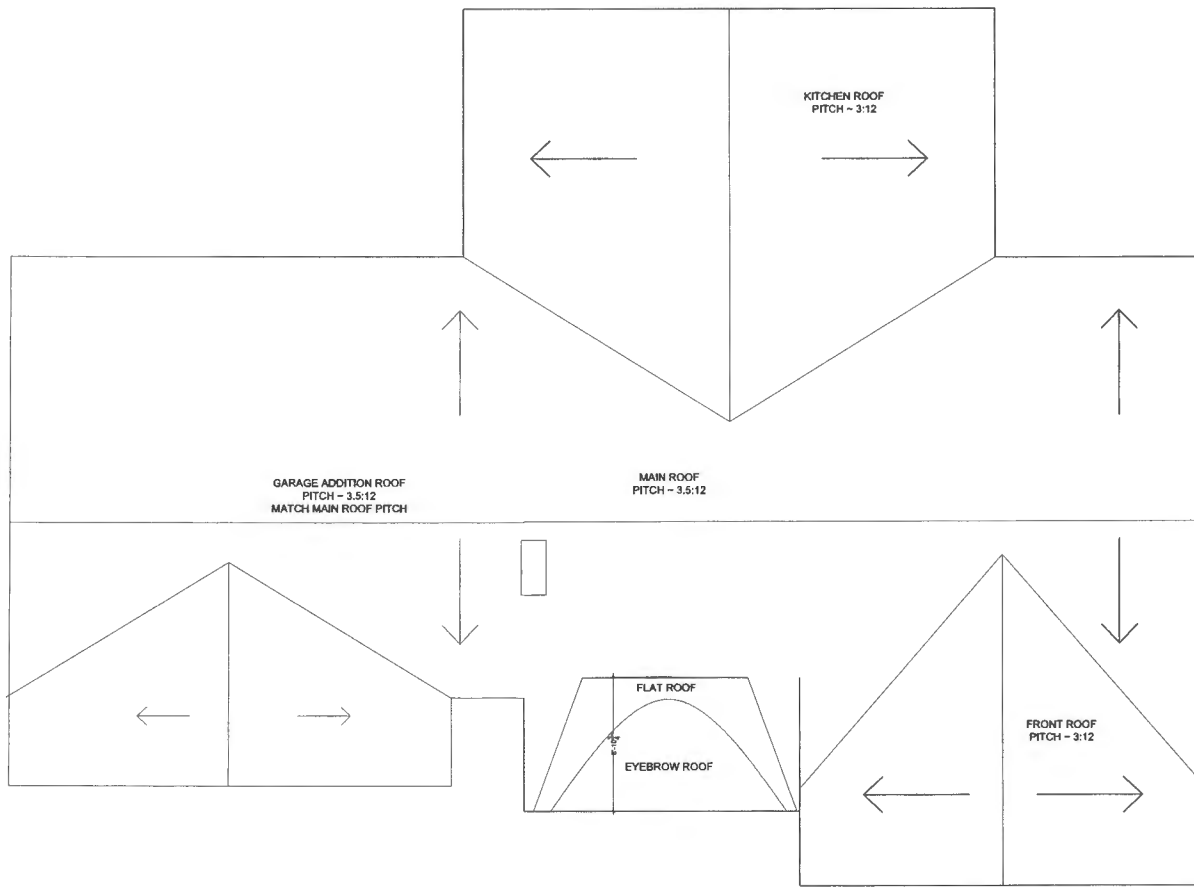 KITCHEN ROOF
PITCH ~ 3:12
GARAGE ADDITION ROOF
PITCH ~ 3.5:12
MATCH MAIN ROOF PITCH
MAIN ROOF
PITCH ~ 3.5:12
FLAT ROOF
EYEBROW ROOF
FRONT ROOF
PITCH ~ 3:12